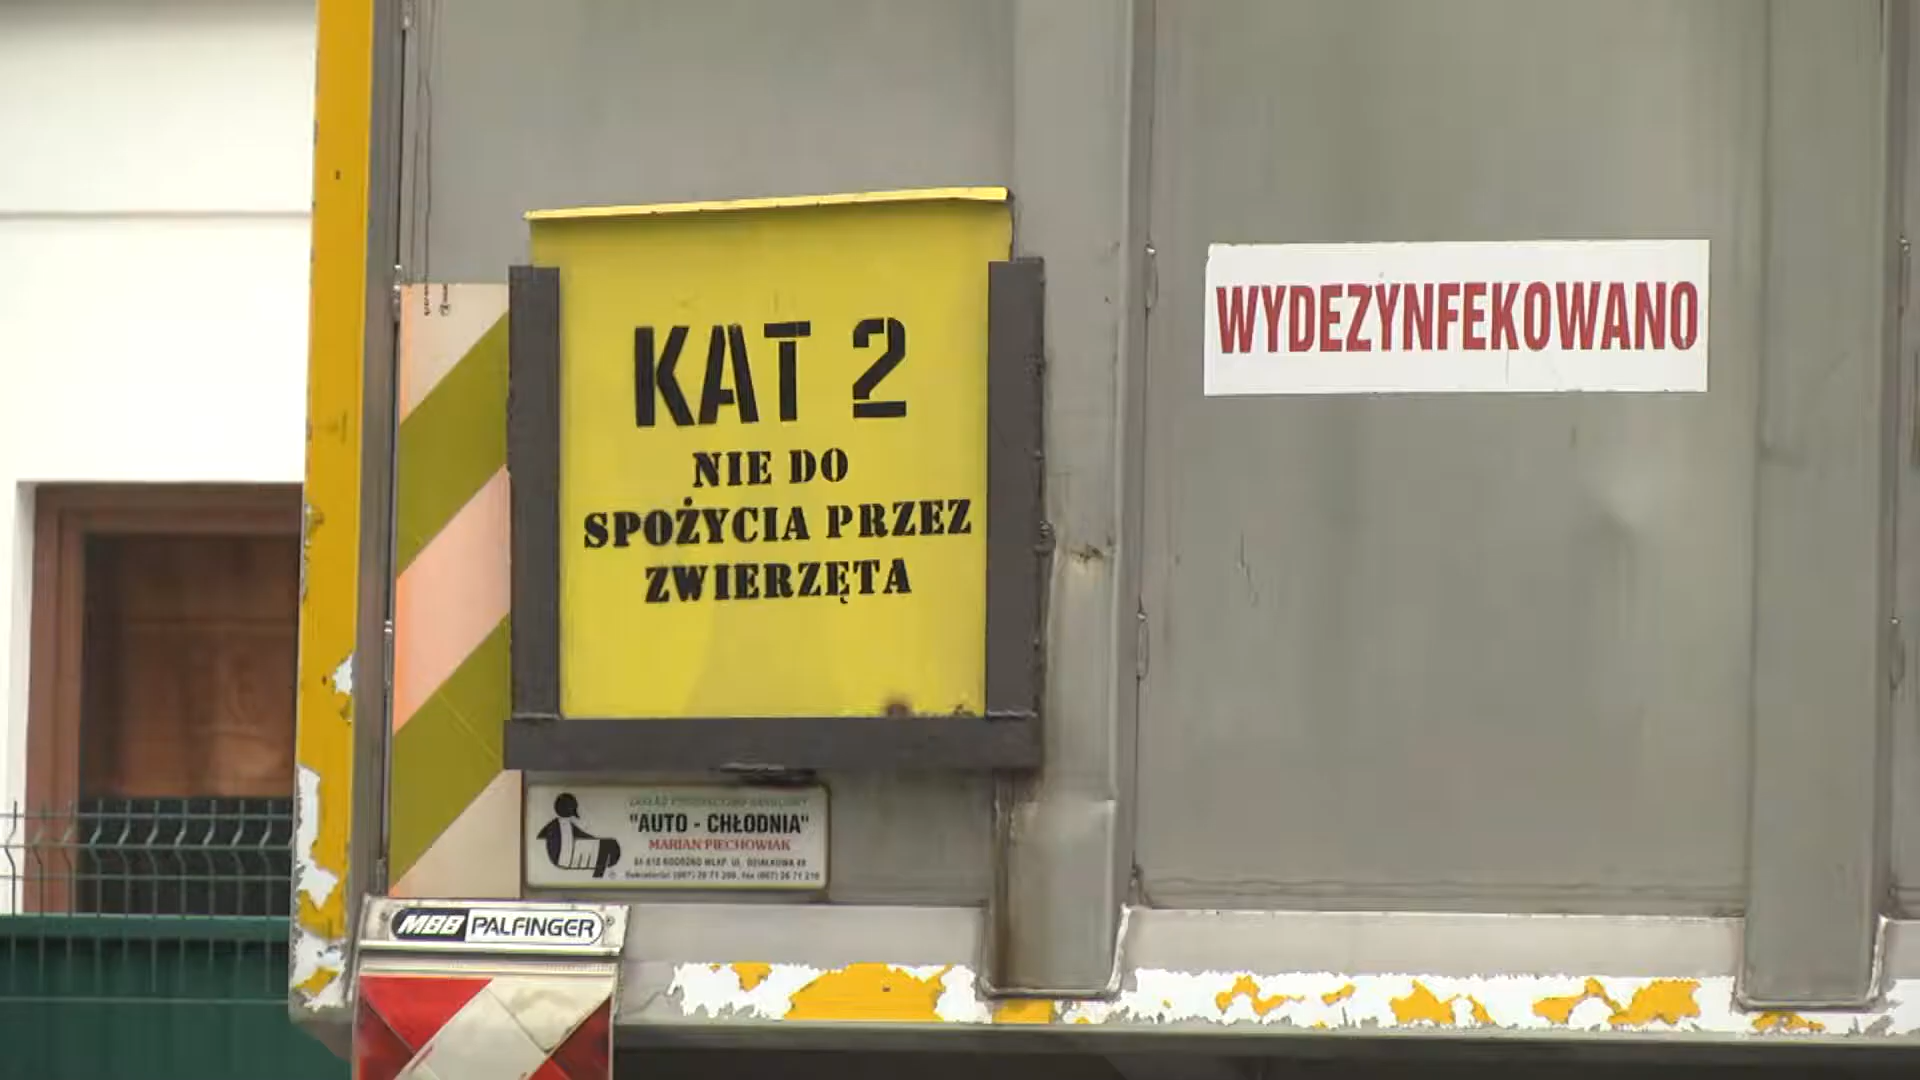 KAT 2
NIE DO
SPOŻYCIA PRZEZ
ZWIERZĘTA
WYDEZYNFEKOWANO
"AUTO - CHŁODNIA"
MARIAN PIECHOWIAK
MBB PALFINGER